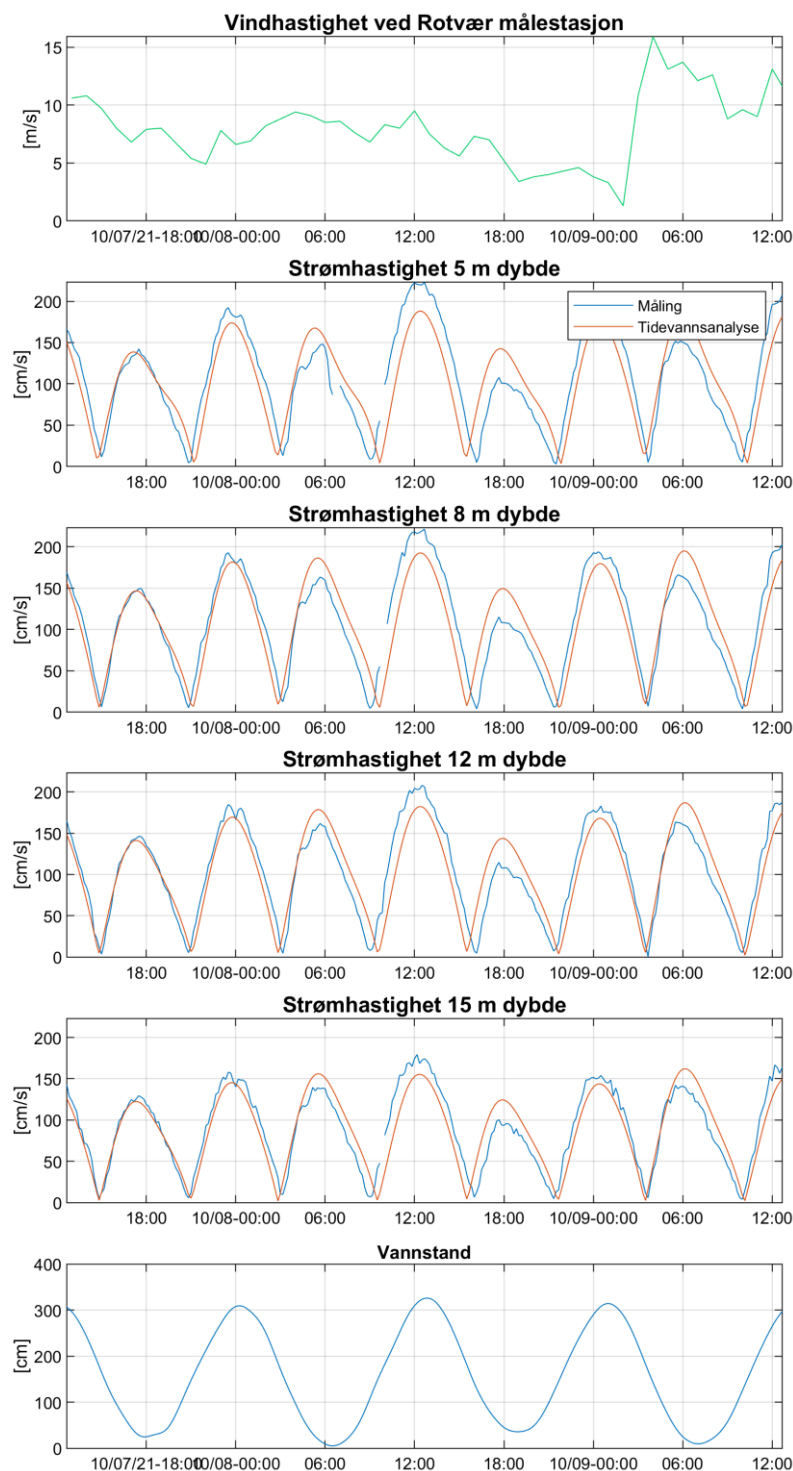 Vindhastighet ved Rotvær målestasjon
15
10
5
0
[m/s]
10/07/21-18:00 10/08-00:00 06:00 12:00 18:00 10/09-00:00 06:00 12:00
Strømhastighet 5 m dybde
200
150
100
50
0
[cm/s]
Måling
Tidevannsanalyse
18:00 10/08-00:00 06:00 12:00 18:00 10/09-00:00 06:00 12:00
Strømhastighet 8 m dybde
200
150
100
50
0
[cm/s]
18:00 10/08-00:00 06:00 12:00 18:00 10/09-00:00 06:00 12:00
Strømhastighet 12 m dybde
200
150
100
50
0
[cm/s]
18:00 10/08-00:00 06:00 12:00 18:00 10/09-00:00 06:00 12:00
Strømhastighet 15 m dybde
200
150
100
50
0
[cm/s]
18:00 10/08-00:00 06:00 12:00 18:00 10/09-00:00 06:00 12:00
Vannstand
400
300
200
100
0
[cm]
10/07/21-18:00 10/08-00:00 06:00 12:00 18:00 10/09-00:00 06:00 12:00